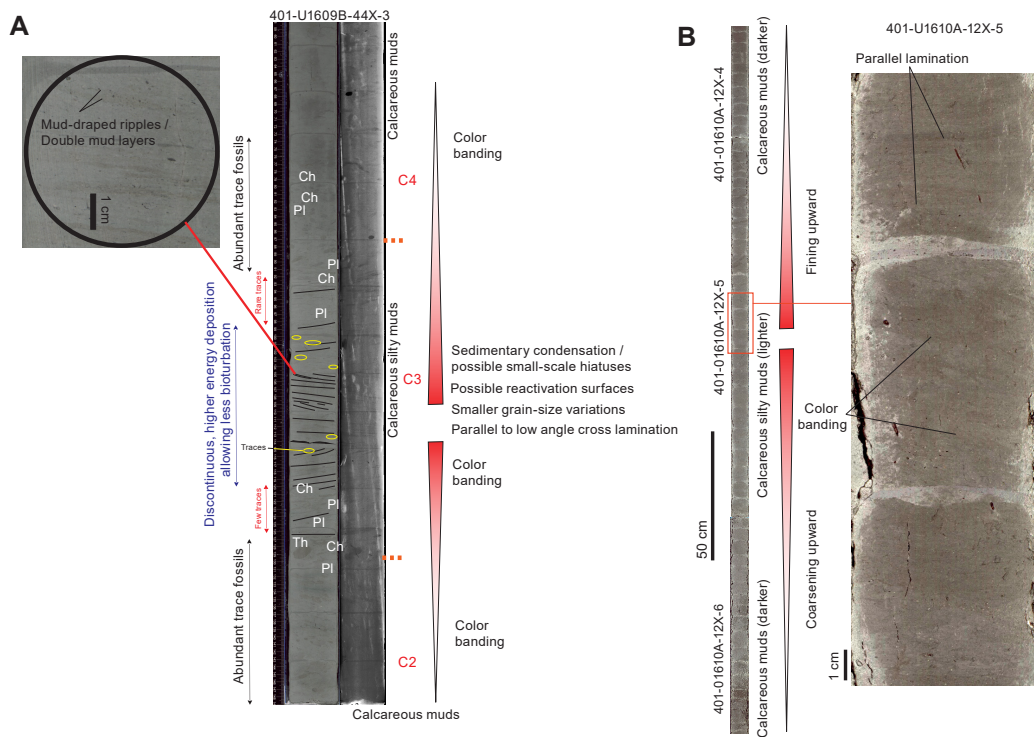 A
401-U1609B-44X-3
Mud-draped ripples /
Double mud layers
1 cm
Abundant trace fossils
Rare traces
Discontinuous, higher energy deposition
allowing less bioturbation
Traces
Few traces
Abundant trace fossils
Ch
Ch
Pl
Pl
Ch
Pl
Ch
Pl
Pl
Th
Ch
Pl
Calcareous muds
Calcareous silty muds
Calcareous muds
C4
C3
C2
Color
banding
Sedimentary condensation /
possible small-scale hiatuses
Possible reactivation surfaces
Smaller grain-size variations
Parallel to low angle cross lamination
Color
banding
Color
banding
B
401-01610A-12X-4
401-01610A-12X-5
401-01610A-12X-6
50 cm
Calcareous muds (darker)
Calcareous silty muds (lighter)
Calcareous muds (darker)
Fining upward
Coarsening upward
401-U1610A-12X-5
Parallel lamination
Color
banding
1 cm